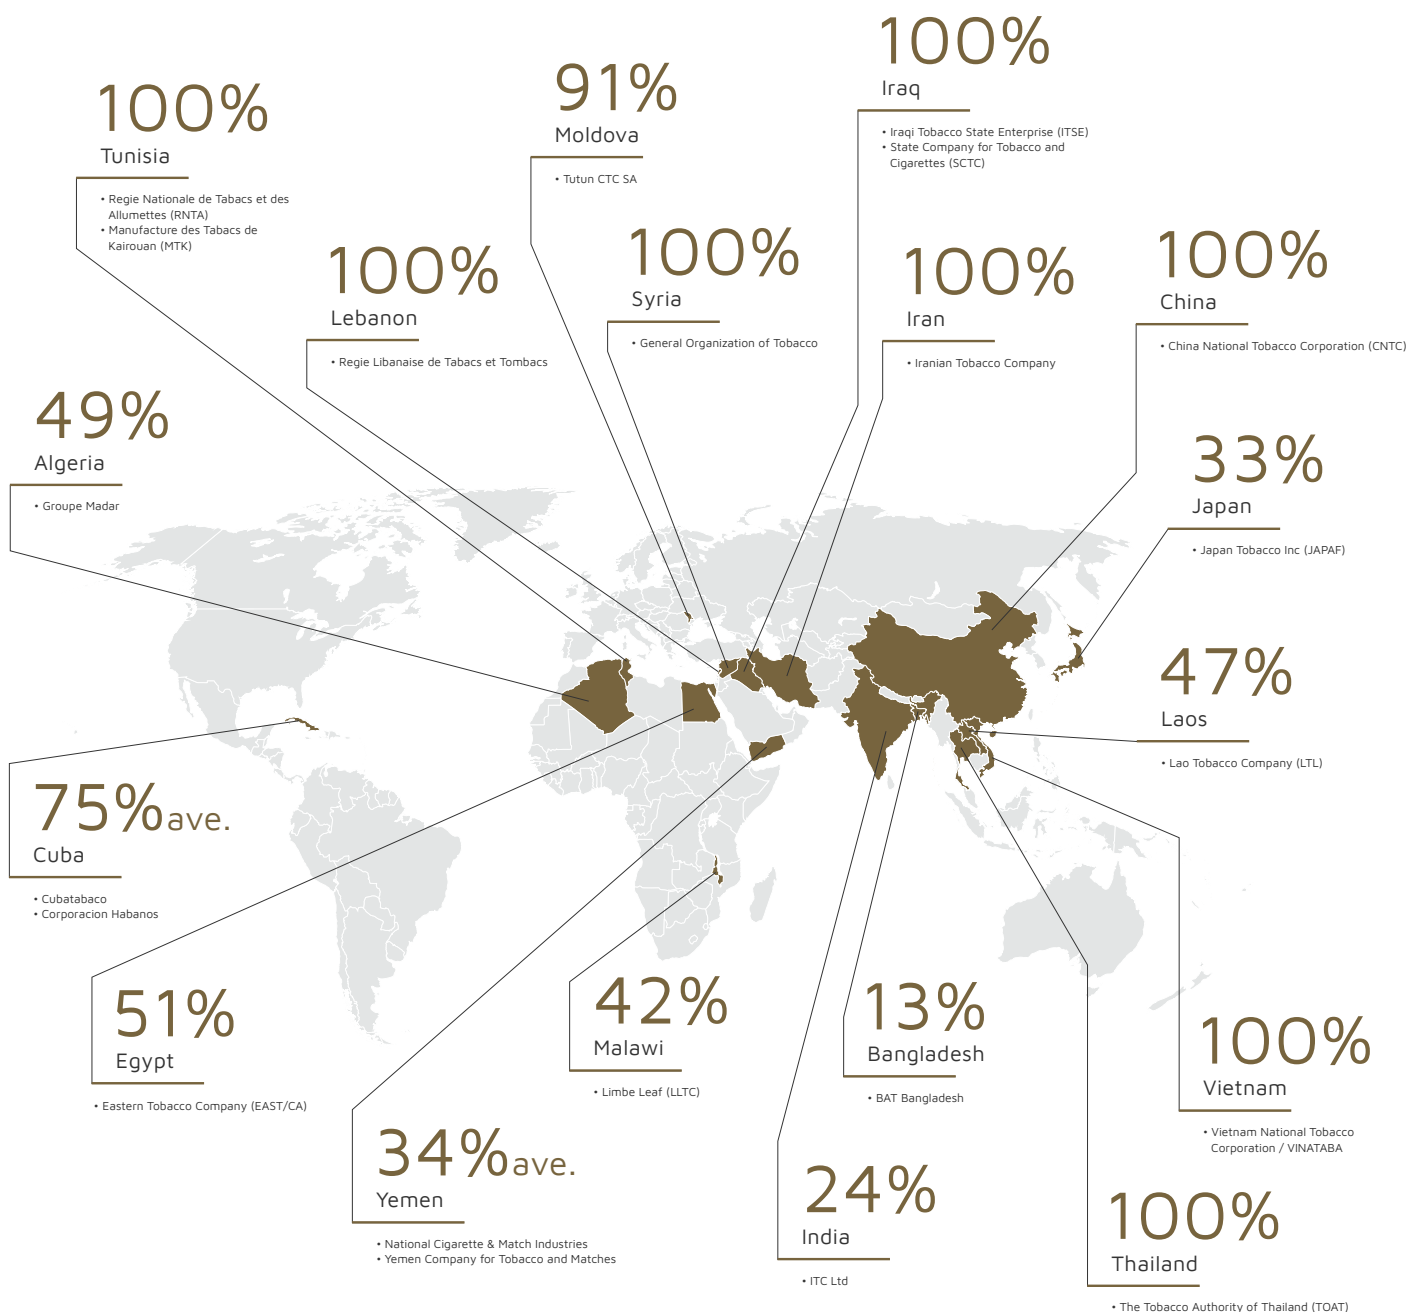 100%
Iraq
• Iraqi Tobacco State Enterprise (ITSE)
• State Company for Tobacco and
Cigarettes (SCTC)
91%
Moldova
• Tutun CTC SA
100%
Tunisia
• Regie Nationale de Tabacs et des
Allumettes (RNTA)
• Manufacture des Tabacs de
Kairouan (MTK)
100%
Lebanon
• Regie Libanaise de Tabacs et Tombacs
100%
Syria
• General Organization of Tobacco
100%
Iran
• Iranian Tobacco Company
100%
China
• China National Tobacco Corporation (CNTC)
49%
Algeria
• Groupe Madar
33%
Japan
• Japan Tobacco Inc (JAPAF)
47%
Laos
• Lao Tobacco Company (LTL)
75% ave.
Cuba
• Cubatabaco
• Corporacion Habanos
51%
Egypt
• Eastern Tobacco Company (EAST/CA)
42%
Malawi
• Limbe Leaf (LLTC)
13%
Bangladesh
• BAT Bangladesh
100%
Vietnam
• Vietnam National Tobacco
Corporation / VINATABA
34% ave.
Yemen
• National Cigarette & Match Industries
• Yemen Company for Tobacco and Matches
24%
India
• ITC Ltd
100%
Thailand
• The Tobacco Authority of Thailand (TOAT)